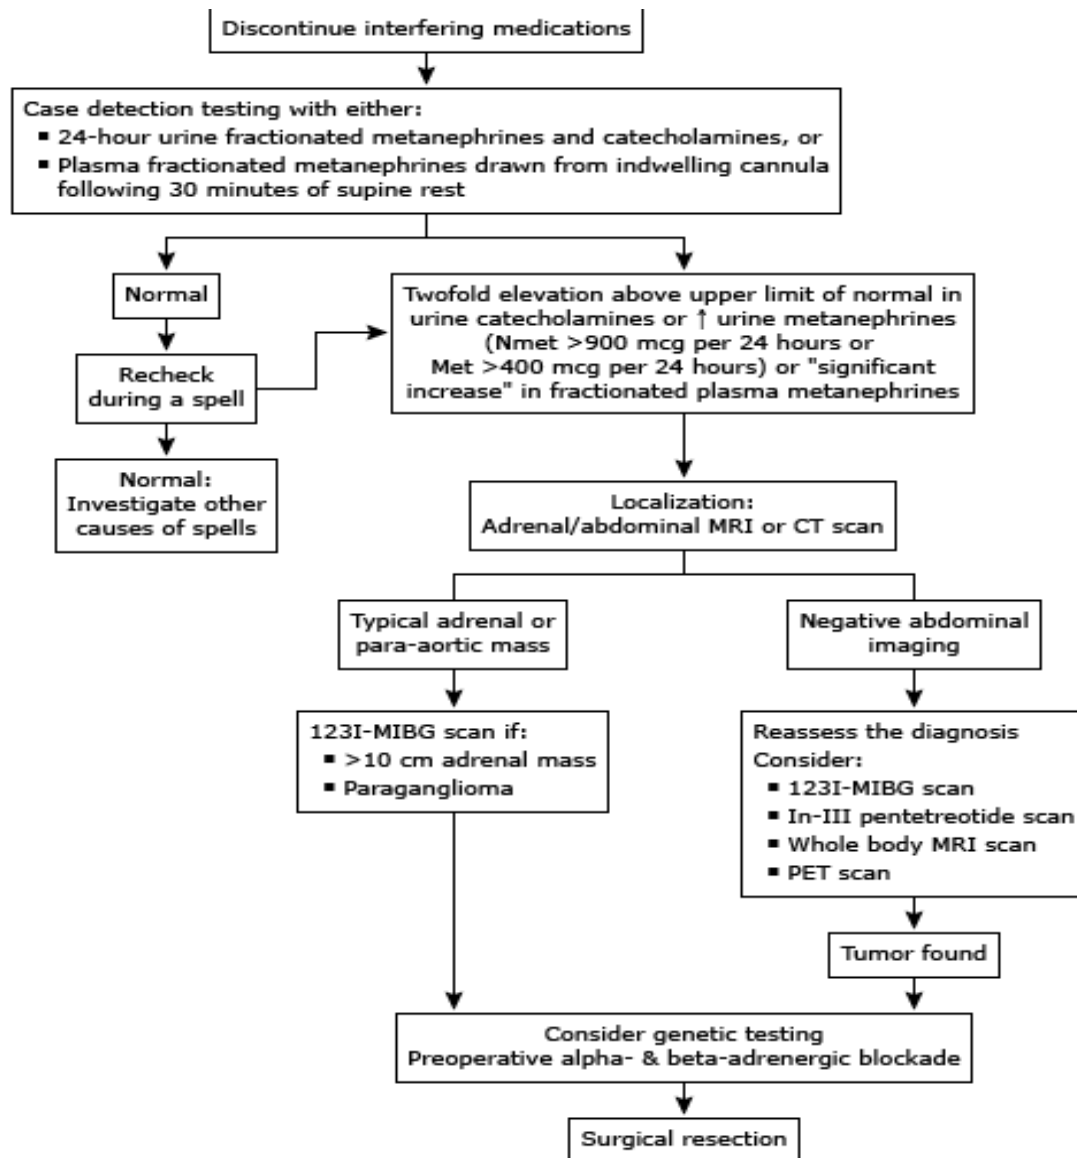 Discontinue interfering medications
Case detection testing with either:
▪ 24-hour urine fractionated metanephrines and catecholamines, or
▪ Plasma fractionated metanephrines drawn from indwelling cannula
following 30 minutes of supine rest
Normal
Twofold elevation above upper limit of normal in
urine catecholamines or ↑ urine metanephrines
(Nmet >900 mcg per 24 hours or
Met >400 mcg per 24 hours) or "significant
increase" in fractionated plasma metanephrines
Recheck
during a spell
Normal:
Investigate other
causes of spells
Localization:
Adrenal/abdominal MRI or CT scan
Typical adrenal or
para-aortic mass
Negative abdominal
imaging
123I-MIBG scan if:
▪ >10 cm adrenal mass
▪ Paraganglioma
Reassess the diagnosis
Consider:
▪ 123I-MIBG scan
▪ In-III pentetreotide scan
▪ Whole body MRI scan
▪ PET scan
Tumor found
Consider genetic testing
Preoperative alpha- & beta-adrenergic blockade
Surgical resection